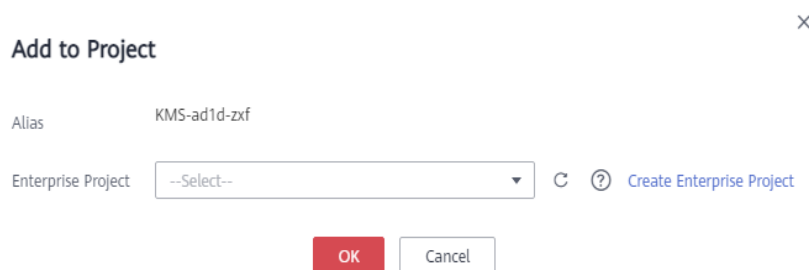 Add to Project
Alias KMS-ad1d-zxf
Enterprise Project --Select-- Create Enterprise Project
OK Cancel